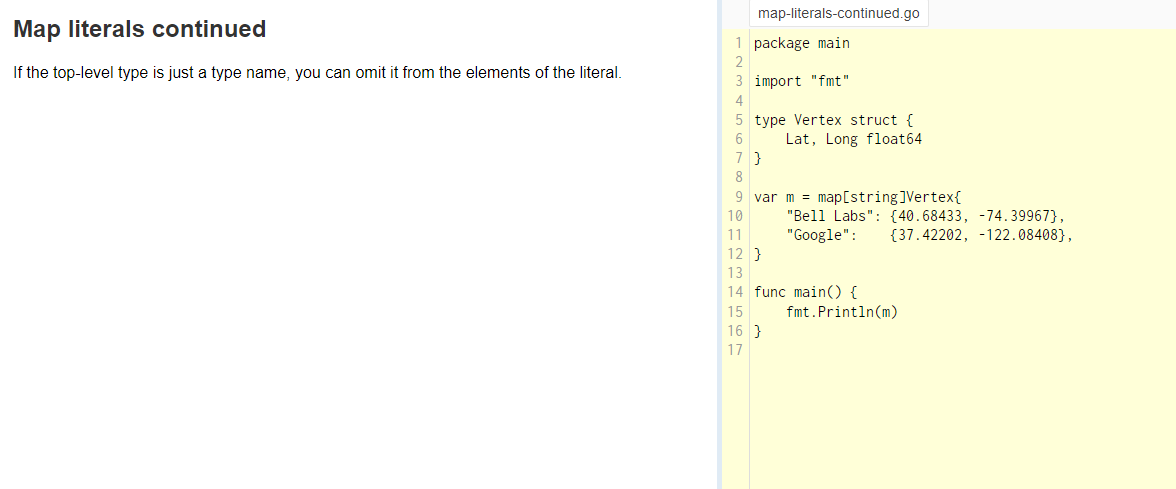 Map literals continued
If the top-level type is just a type name, you can omit it from the elements of the literal.
map-literals-continued.go
1 package main
2
3 import "fmt"
4
5 type Vertex struct {
6     Lat, Long float64
7 }
8
9 var m = map[string]Vertex{
10     "Bell Labs": {40.68433, -74.39967},
11     "Google":    {37.42202, -122.08408},
12 }
13
14 func main() {
15     fmt.Println(m)
16 }
17